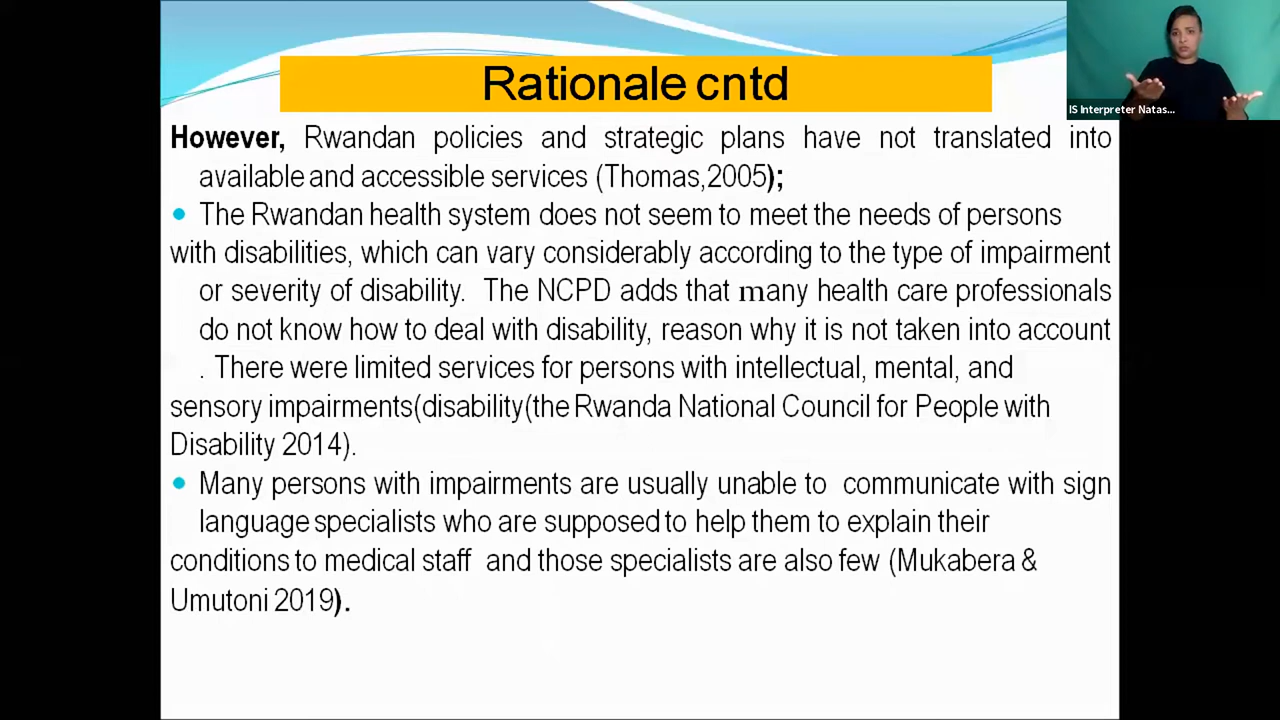 Rationale cntd
IS Interpreter Natas...
However, Rwandan policies and strategic plans have not translated into
available and accessible services (Thomas,2005);
• The Rwandan health system does not seem to meet the needs of persons
with disabilities, which can vary considerably according to the type of impairment
or severity of disability. The NCPD adds that many health care professionals
do not know how to deal with disability, reason why it is not taken into account
. There were limited services for persons with intellectual, mental, and
sensory impairments(disability(the Rwanda National Council for People with
Disability 2014).
• Many persons with impairments are usually unable to communicate with sign
language specialists who are supposed to help them to explain their
conditions to medical staff and those specialists are also few (Mukabera &
Umutoni 2019).